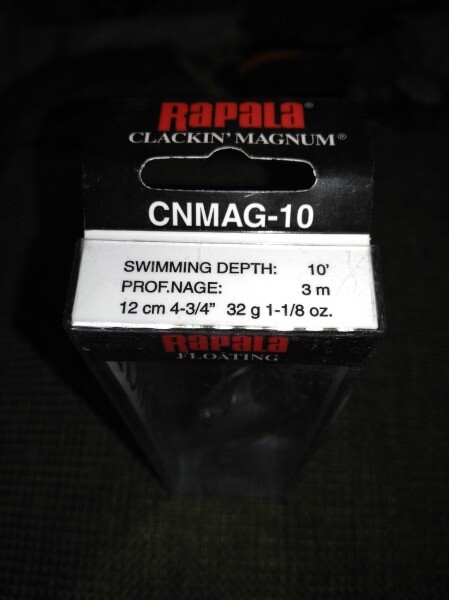 RAPALA®
CLACKIN' MAGNUM®
CNMAG-10
SWIMMING DEPTH: 10'
PROF.NAGE: 3 m
12 cm 4-3/4" 32 g 1-1/8 oz.
RAPALA
FLOATING